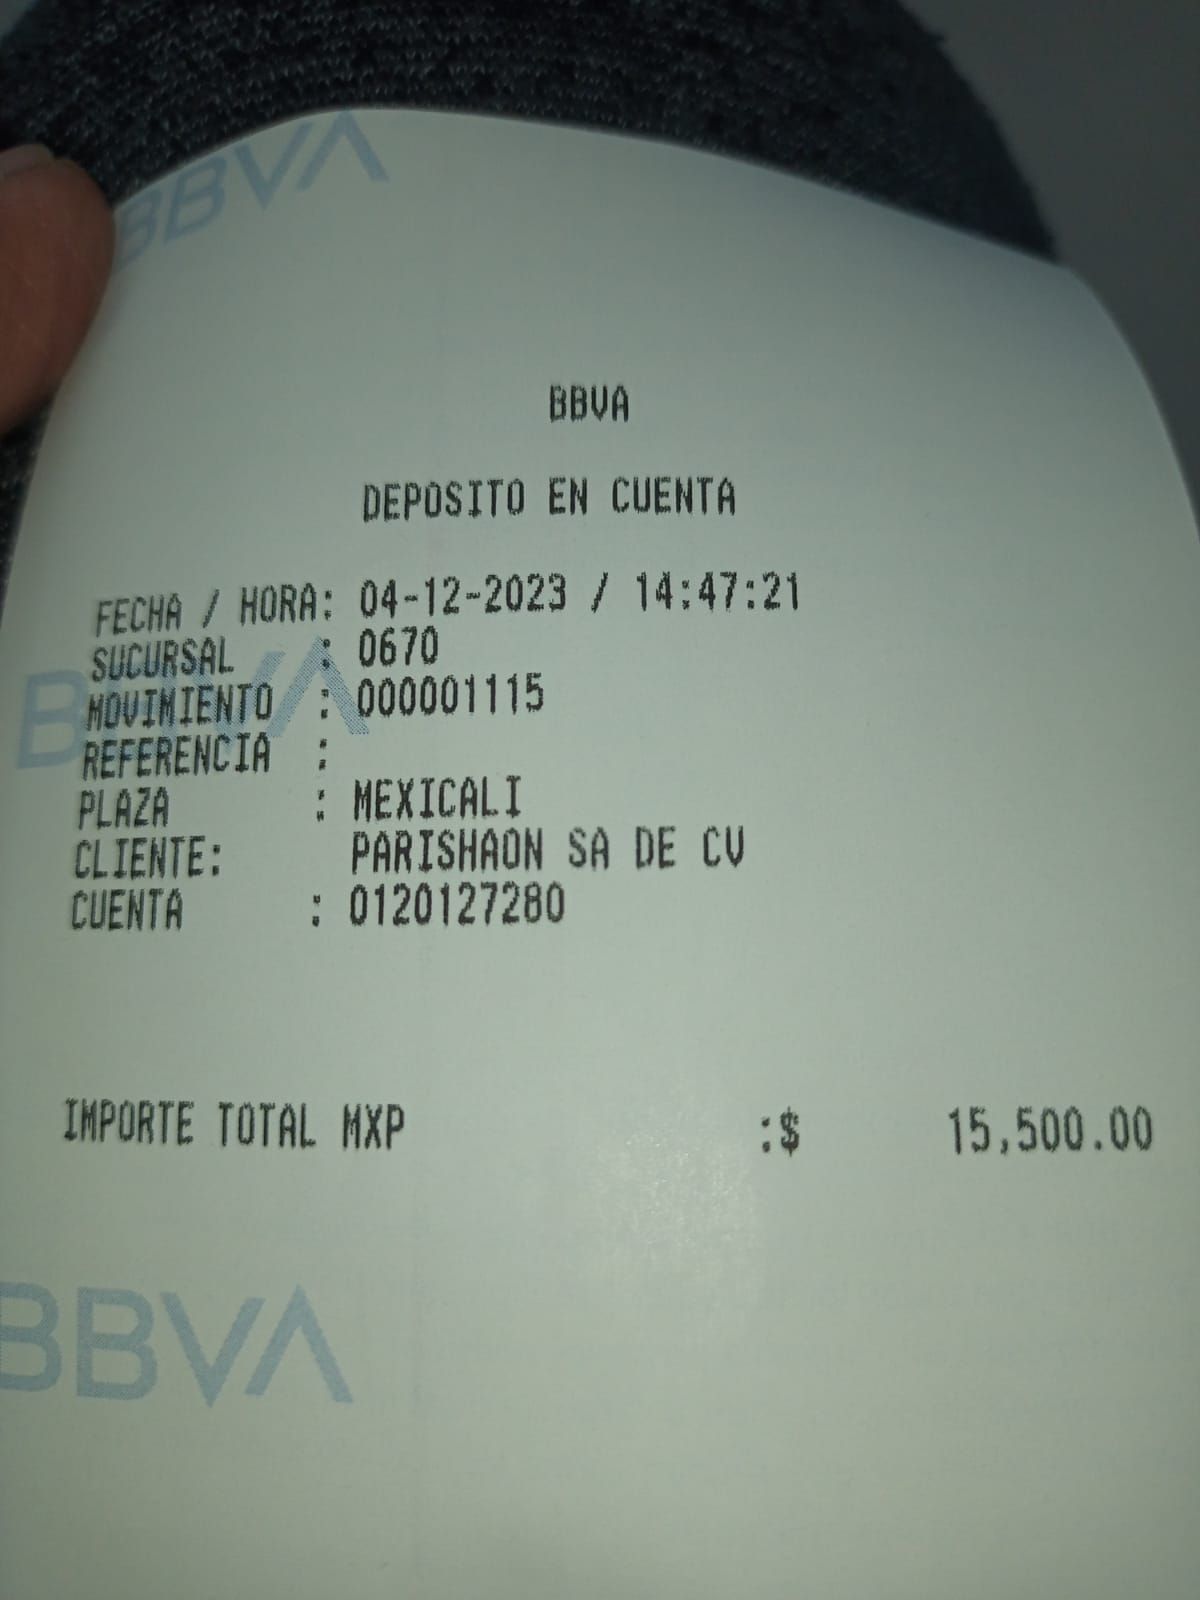 BBVA
BBVA
DEPOSITO EN CUENTA
FECHA / HORA: 04-12-2023 / 14:47:21
SUCURSAL : 0670
BBVA
MOVIMIENTO : 000001115
REFERENCIA :
PLAZA : MEXICALI
CLIENTE: PARISHAON SA DE CV
CUENTA : 0120127280
IMPORTE TOTAL MXP :$ 15,500.00
BBVA